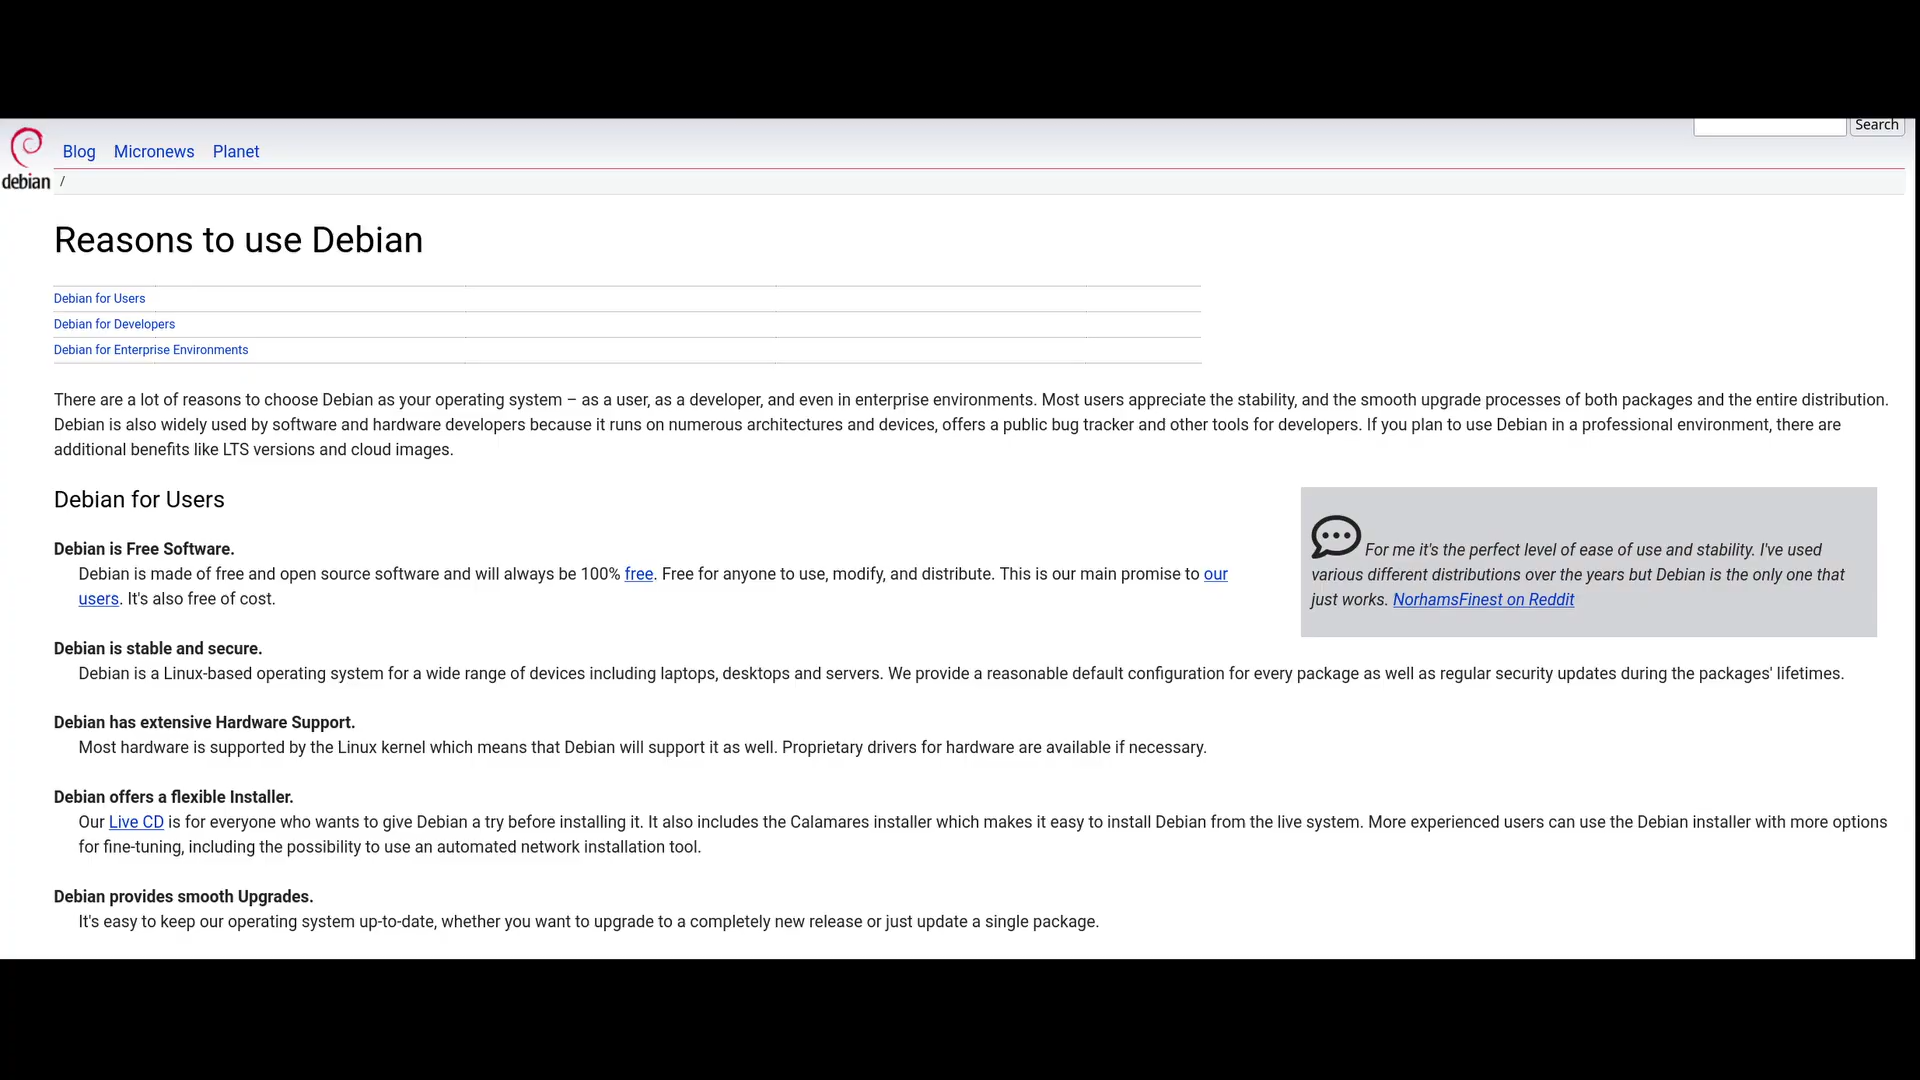 Search
Blog Micronews Planet
debian /
Reasons to use Debian
Debian for Users
Debian for Developers
Debian for Enterprise Environments
There are a lot of reasons to choose Debian as your operating system – as a user, as a developer, and even in enterprise environments. Most users appreciate the stability, and the smooth upgrade processes of both packages and the entire distribution.
Debian is also widely used by software and hardware developers because it runs on numerous architectures and devices, offers a public bug tracker and other tools for developers. If you plan to use Debian in a professional environment, there are
additional benefits like LTS versions and cloud images.
Debian for Users
Debian is Free Software.
Debian is made of free and open source software and will always be 100% free. Free for anyone to use, modify, and distribute. This is our main promise to our
users. It's also free of cost.
For me it's the perfect level of ease of use and stability. I've used
various different distributions over the years but Debian is the only one that
just works. NorhamsFinest on Reddit
Debian is stable and secure.
Debian is a Linux-based operating system for a wide range of devices including laptops, desktops and servers. We provide a reasonable default configuration for every package as well as regular security updates during the packages' lifetimes.
Debian has extensive Hardware Support.
Most hardware is supported by the Linux kernel which means that Debian will support it as well. Proprietary drivers for hardware are available if necessary.
Debian offers a flexible Installer.
Our Live CD is for everyone who wants to give Debian a try before installing it. It also includes the Calamares installer which makes it easy to install Debian from the live system. More experienced users can use the Debian installer with more options
for fine-tuning, including the possibility to use an automated network installation tool.
Debian provides smooth Upgrades.
It's easy to keep our operating system up-to-date, whether you want to upgrade to a completely new release or just update a single package.